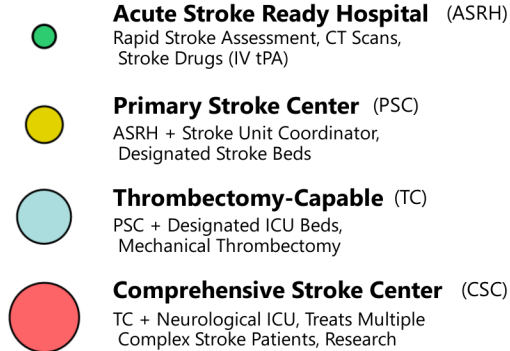 Acute Stroke Ready Hospital (ASRH)
Rapid Stroke Assessment, CT Scans,
Stroke Drugs (IV tPA)
Primary Stroke Center (PSC)
ASRH + Stroke Unit Coordinator,
Designated Stroke Beds
Thrombectomy-Capable (TC)
PSC + Designated ICU Beds,
Mechanical Thrombectomy
Comprehensive Stroke Center (CSC)
TC + Neurological ICU, Treats Multiple
Complex Stroke Patients, Research